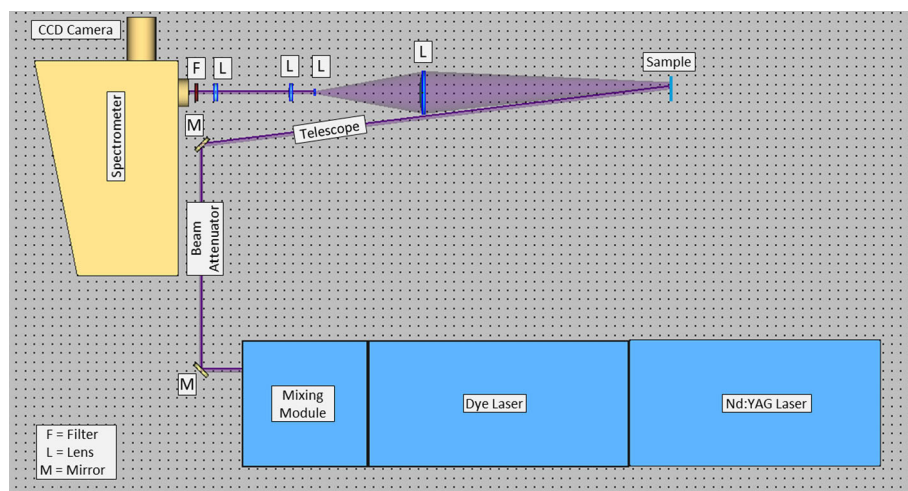 CCD Camera
F
L
L
L
L
Sample
M
Telescope
Spectrometer
Beam
Attenuator
M
Mixing
Module
Dye Laser
Nd:YAG Laser
F = Filter
L = Lens
M = Mirror